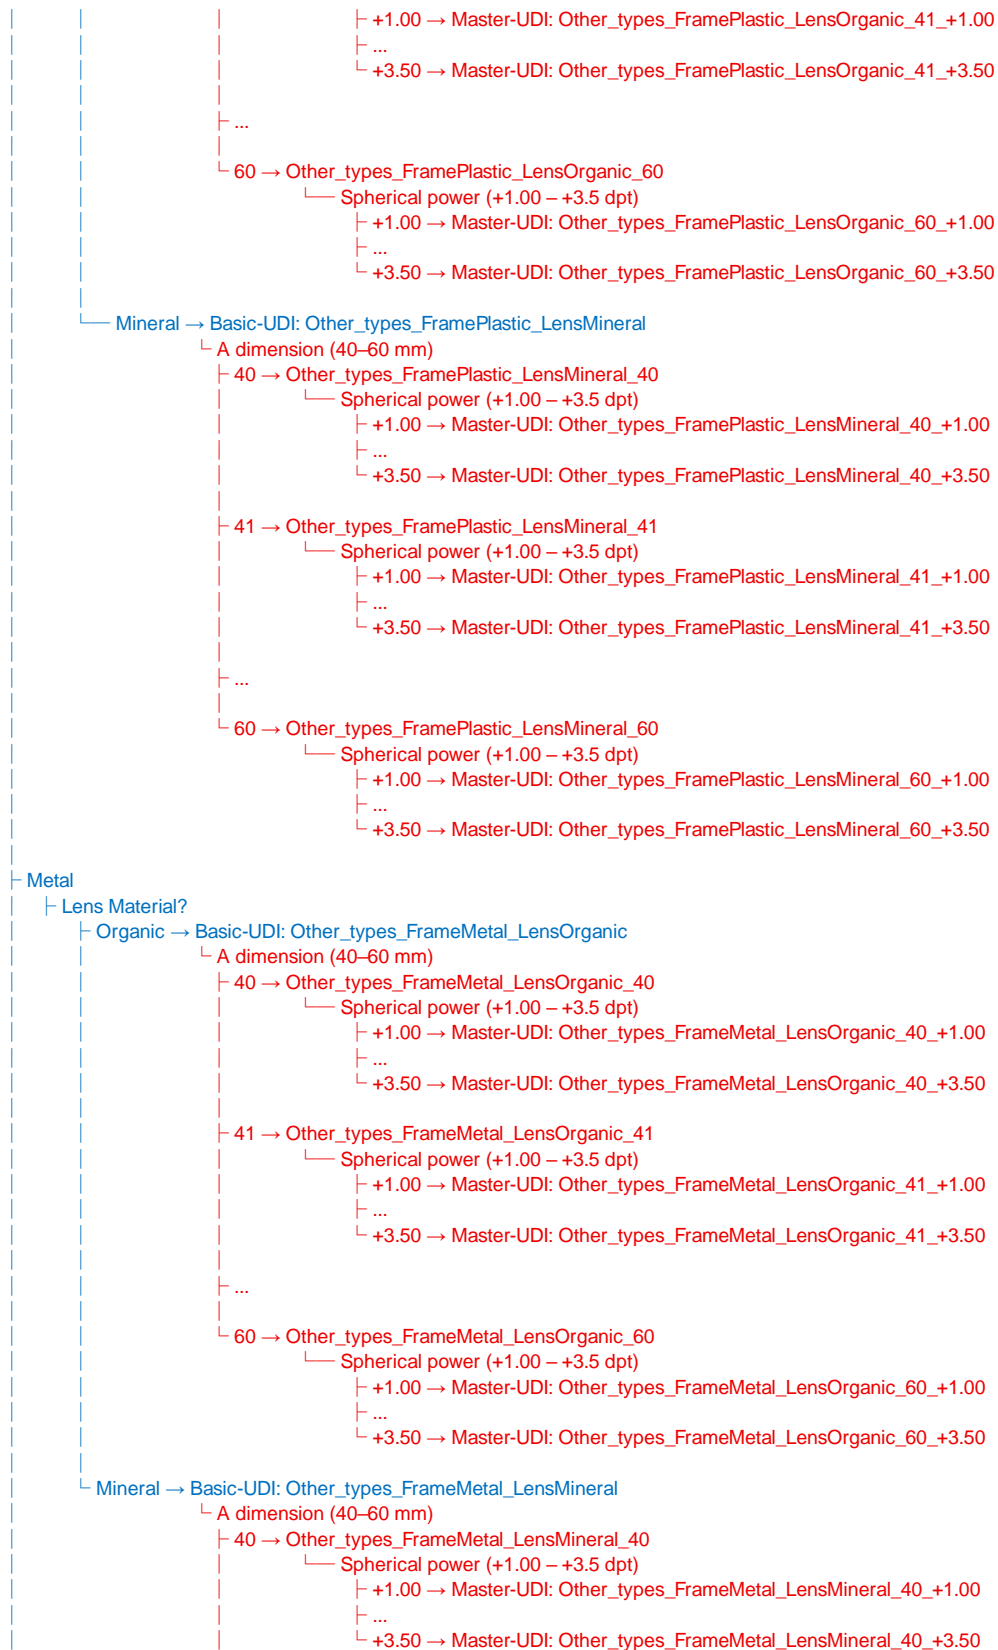 +1.00 → Master-UDI: Other_types_FramePlastic_LensOrganic_41_+1.00
...
+3.50 → Master-UDI: Other_types_FramePlastic_LensOrganic_41_+3.50
...
60 → Other_types_FramePlastic_LensOrganic_60
Spherical power (+1.00 – +3.5 dpt)
+1.00 → Master-UDI: Other_types_FramePlastic_LensOrganic_60_+1.00
...
+3.50 → Master-UDI: Other_types_FramePlastic_LensOrganic_60_+3.50
Mineral → Basic-UDI: Other_types_FramePlastic_LensMineral
A dimension (40–60 mm)
40 → Other_types_FramePlastic_LensMineral_40
Spherical power (+1.00 – +3.5 dpt)
+1.00 → Master-UDI: Other_types_FramePlastic_LensMineral_40_+1.00
...
+3.50 → Master-UDI: Other_types_FramePlastic_LensMineral_40_+3.50
41 → Other_types_FramePlastic_LensMineral_41
Spherical power (+1.00 – +3.5 dpt)
+1.00 → Master-UDI: Other_types_FramePlastic_LensMineral_41_+1.00
...
+3.50 → Master-UDI: Other_types_FramePlastic_LensMineral_41_+3.50
...
60 → Other_types_FramePlastic_LensMineral_60
Spherical power (+1.00 – +3.5 dpt)
+1.00 → Master-UDI: Other_types_FramePlastic_LensMineral_60_+1.00
...
+3.50 → Master-UDI: Other_types_FramePlastic_LensMineral_60_+3.50
Metal
Lens Material?
Organic → Basic-UDI: Other_types_FrameMetal_LensOrganic
A dimension (40–60 mm)
40 → Other_types_FrameMetal_LensOrganic_40
Spherical power (+1.00 – +3.5 dpt)
+1.00 → Master-UDI: Other_types_FrameMetal_LensOrganic_40_+1.00
...
+3.50 → Master-UDI: Other_types_FrameMetal_LensOrganic_40_+3.50
41 → Other_types_FrameMetal_LensOrganic_41
Spherical power (+1.00 – +3.5 dpt)
+1.00 → Master-UDI: Other_types_FrameMetal_LensOrganic_41_+1.00
...
+3.50 → Master-UDI: Other_types_FrameMetal_LensOrganic_41_+3.50
...
60 → Other_types_FrameMetal_LensOrganic_60
Spherical power (+1.00 – +3.5 dpt)
+1.00 → Master-UDI: Other_types_FrameMetal_LensOrganic_60_+1.00
...
+3.50 → Master-UDI: Other_types_FrameMetal_LensOrganic_60_+3.50
Mineral → Basic-UDI: Other_types_FrameMetal_LensMineral
A dimension (40–60 mm)
40 → Other_types_FrameMetal_LensMineral_40
Spherical power (+1.00 – +3.5 dpt)
+1.00 → Master-UDI: Other_types_FrameMetal_LensMineral_40_+1.00
...
+3.50 → Master-UDI: Other_types_FrameMetal_LensMineral_40_+3.50